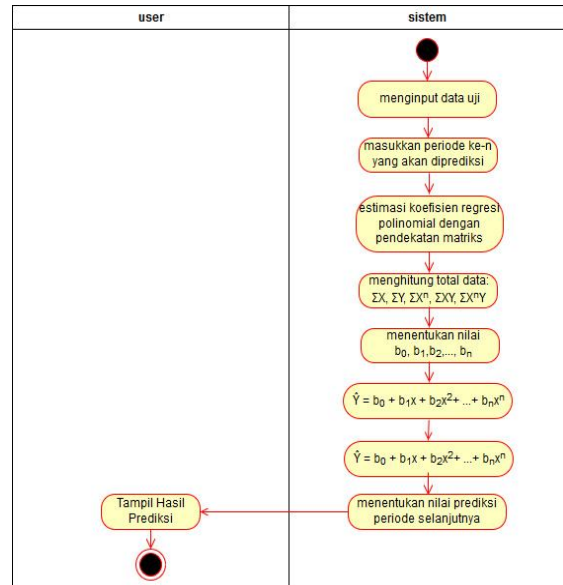 user
sistem
menginput data uji
masukkan periode ke-n
yang akan diprediksi
estimasi koefisien regresi
polinomial dengan
pendekatan matriks
menghitung total data:
ΣX, ΣY, ΣXⁿ, ΣXY, ΣXⁿY
menentukan nilai
b₀, b₁,b₂,..., bₙ
Ŷ = b₀ + b₁x + b₂x²+ ...+ bₙxⁿ
Ŷ = b₀ + b₁x + b₂x²+ ...+ bₙxⁿ
menentukan nilai prediksi
periode selanjutnya
Tampil Hasil
Prediksi